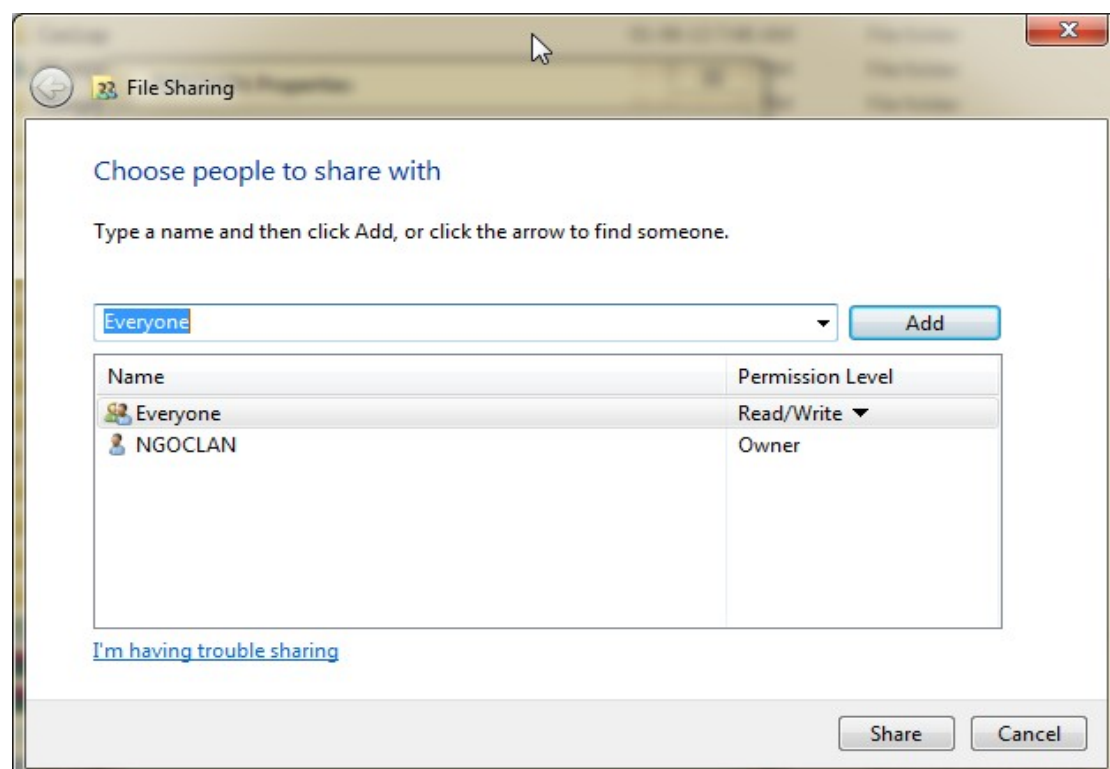 File Sharing
Choose people to share with
Type a name and then click Add, or click the arrow to find someone.
Everyone Add
Name Permission Level
Everyone Read/Write
NGOCLAN Owner
I'm having trouble sharing
Share Cancel